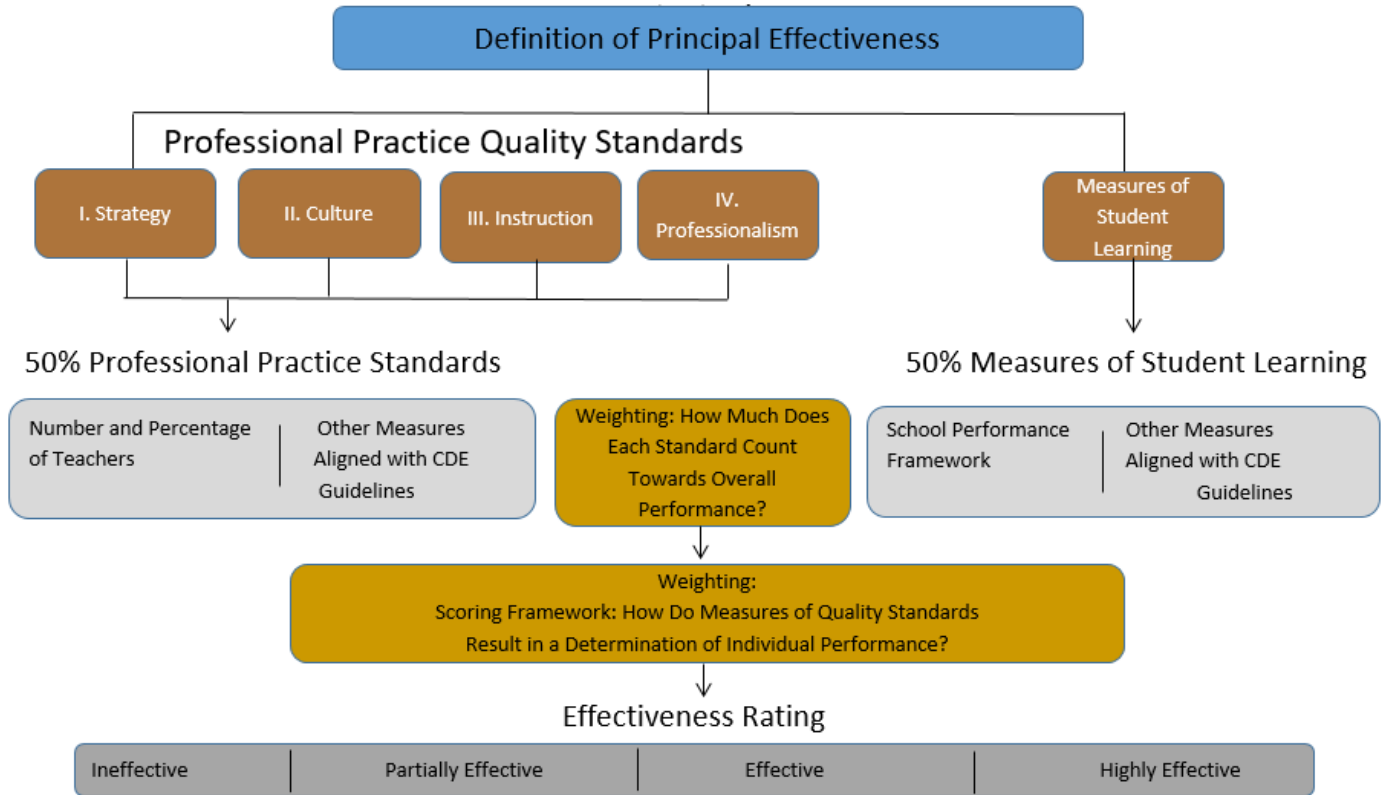 Definition of Principal Effectiveness
Professional Practice Quality Standards
I. Strategy
II. Culture
III. Instruction
IV.
Professionalism
Measures of
Student
Learning
50% Professional Practice Standards
50% Measures of Student Learning
Number and Percentage
of Teachers
Other Measures
Aligned with CDE
Guidelines
Weighting: How Much Does
Each Standard Count
Towards Overall
Performance?
School Performance
Framework
Other Measures
Aligned with CDE
Guidelines
Weighting:
Scoring Framework: How Do Measures of Quality Standards
Result in a Determination of Individual Performance?
Effectiveness Rating
Ineffective
Partially Effective
Effective
Highly Effective